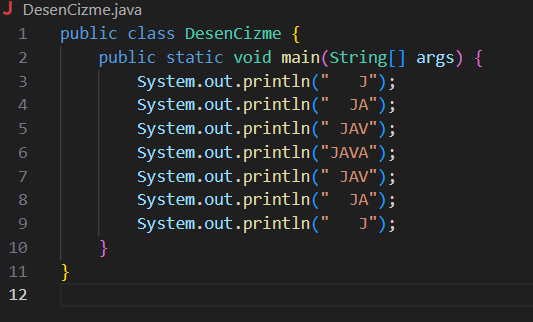 J DesenCizme.java
1 public class DesenCizme {
2     public static void main(String[] args) {
3         System.out.println("   J");
4         System.out.println("  JA");
5         System.out.println(" JAV");
6         System.out.println("JAVA");
7         System.out.println(" JAV");
8         System.out.println("  JA");
9         System.out.println("   J");
10     }
11 }
12